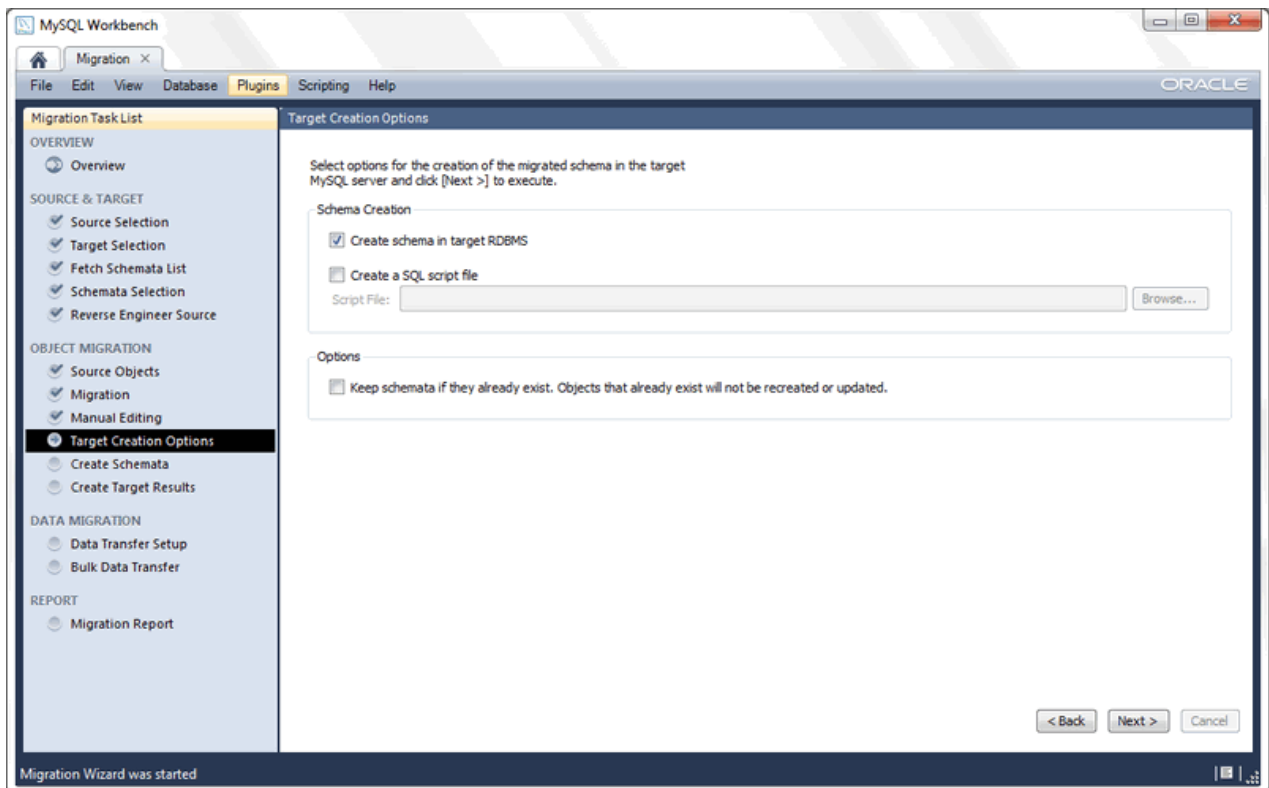 MySQL Workbench
Migration
File Edit View Database Plugins Scripting Help
ORACLE
Migration Task List
OVERVIEW
Overview
SOURCE & TARGET
Source Selection
Target Selection
Fetch Schemata List
Schemata Selection
Reverse Engineer Source
OBJECT MIGRATION
Source Objects
Migration
Manual Editing
Target Creation Options
Create Schemata
Create Target Results
DATA MIGRATION
Data Transfer Setup
Bulk Data Transfer
REPORT
Migration Report
Target Creation Options
Select options for the creation of the migrated schema in the target
MySQL server and click [Next >] to execute.
Schema Creation
Create schema in target RDBMS
Create a SQL script file
Script File:
Browse...
Options
Keep schemata if they already exist. Objects that already exist will not be recreated or updated.
< Back Next > Cancel
Migration Wizard was started